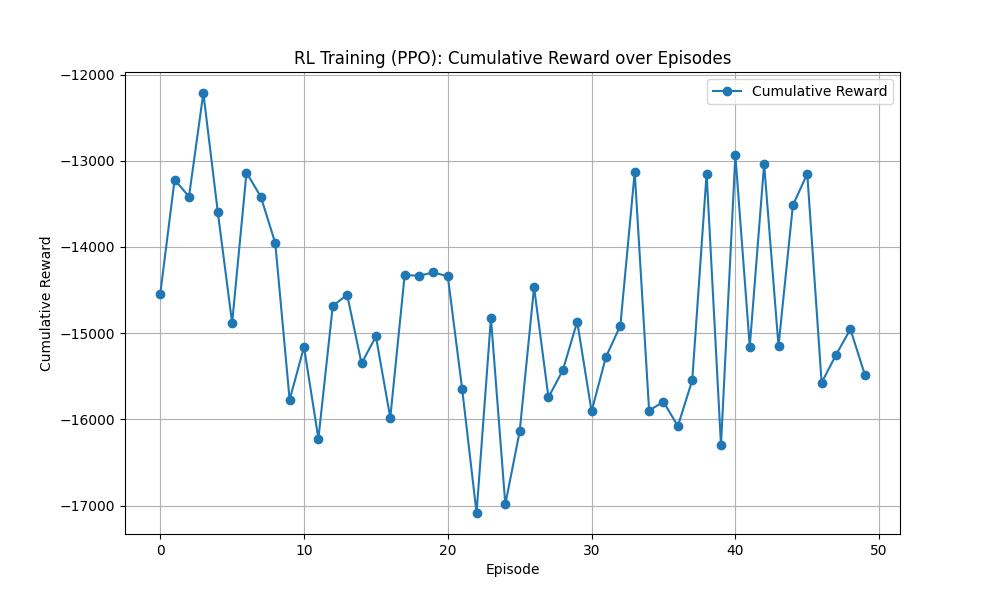 RL Training (PPO): Cumulative Reward over Episodes
Cumulative Reward
−12000
−13000
−14000
−15000
−16000
−17000
Cumulative Reward
0 10 20 30 40 50
Episode